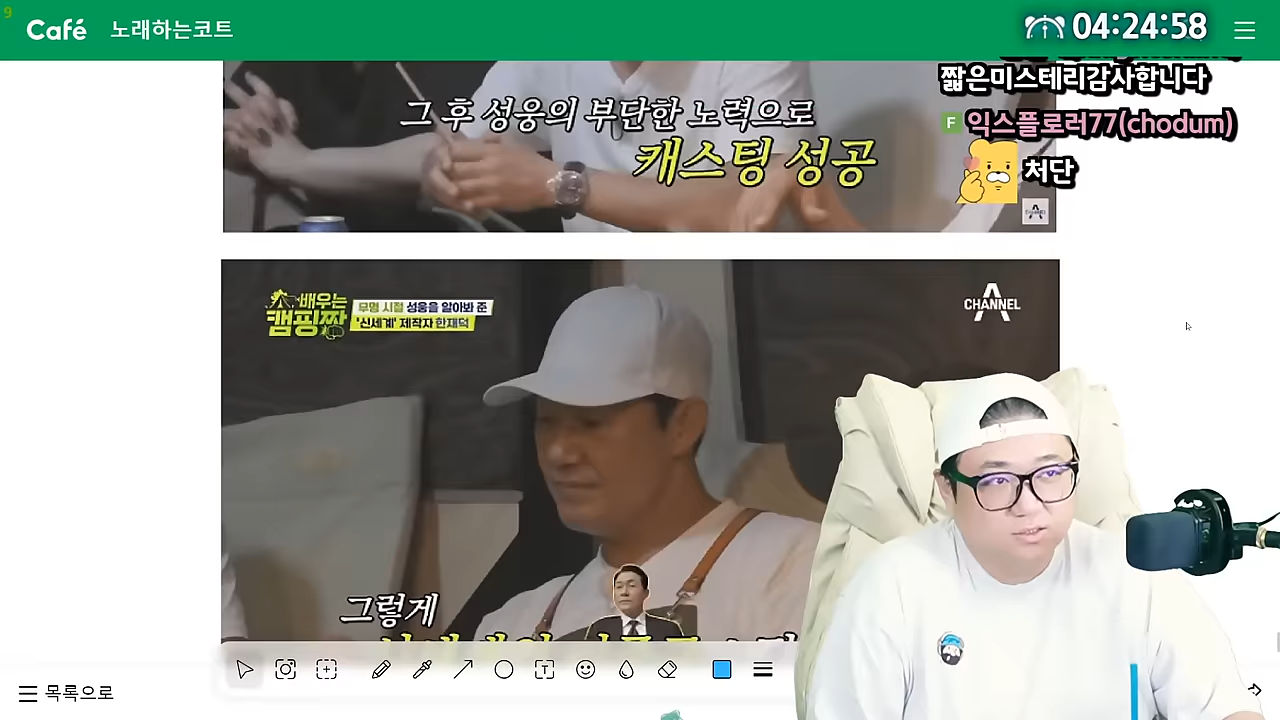 9
Café 노래하는코트
04:24:58
짧은미스테리감사합니다
F 익스플로러77(chodum)
처단
그 후 성웅의 부단한 노력으로
캐스팅 성공
CHANNEL
배우는
캠핑짱
무명 시절 성웅을 알아봐 준
'신세계' 제작자 한재덕
CHANNEL
그렇게
T
목록으로